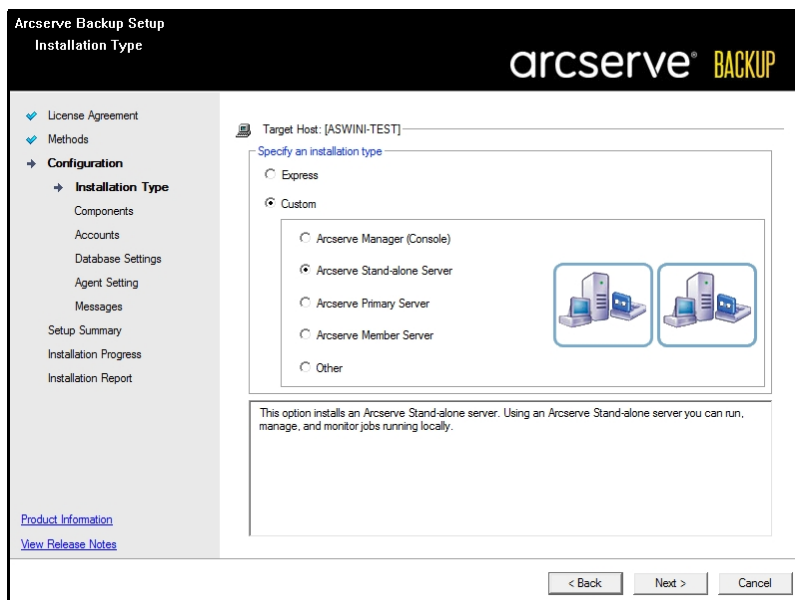 Arcserve Backup Setup
Installation Type
arcserve® BACKUP
License Agreement
Methods
Configuration
Installation Type
Components
Accounts
Database Settings
Agent Setting
Messages
Setup Summary
Installation Progress
Installation Report
Product Information
View Release Notes
Target Host: [ASWINI-TEST]
Specify an installation type
Express
Custom
Arcserve Manager (Console)
Arcserve Stand-alone Server
Arcserve Primary Server
Arcserve Member Server
Other
This option installs an Arcserve Stand-alone server. Using an Arcserve Stand-alone server you can run,
manage, and monitor jobs running locally.
< Back
Next >
Cancel